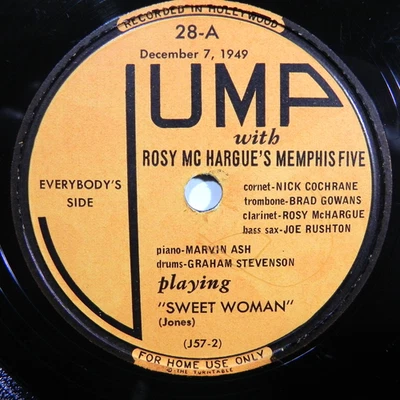 RECORDED IN HOLLYWOOD
28-A
December 7, 1949
JUMP
with
ROSY MC HARGUE'S MEMPHIS FIVE
EVERYBODY'S
SIDE
cornet-NICK COCHRANE
trombone-BRAD GOWANS
clarinet-ROSY McHARGUE
bass sax-JOE RUSHTON
piano-MARVIN ASH
drums-GRAHAM STEVENSON
playing
"SWEET WOMAN"
(Jones)
(J57-2)
FOR HOME USE ONLY
© THE TURNTABLE